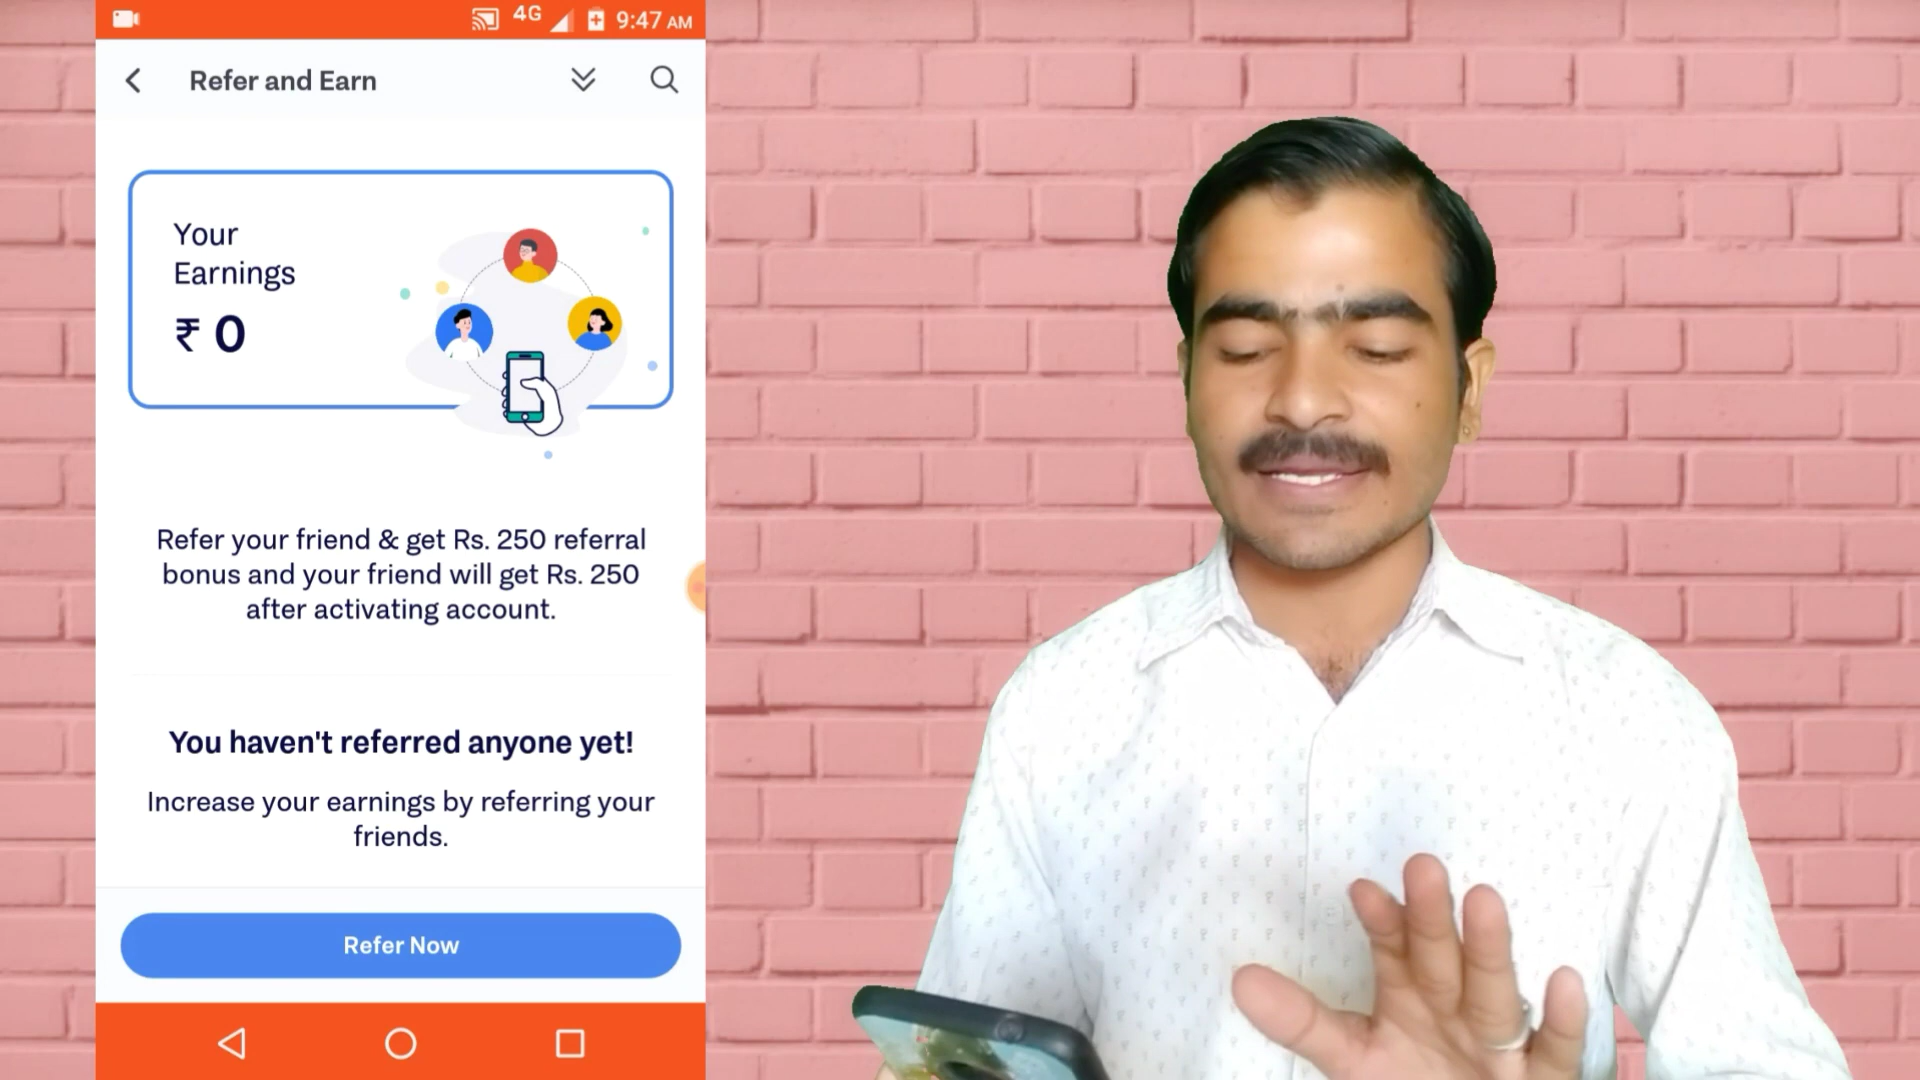 4G 9:47 AM
Refer and Earn
Your
Earnings
₹ 0
Refer your friend & get Rs. 250 referral
bonus and your friend will get Rs. 250
after activating account.
You haven't referred anyone yet!
Increase your earnings by referring your
friends.
Refer Now